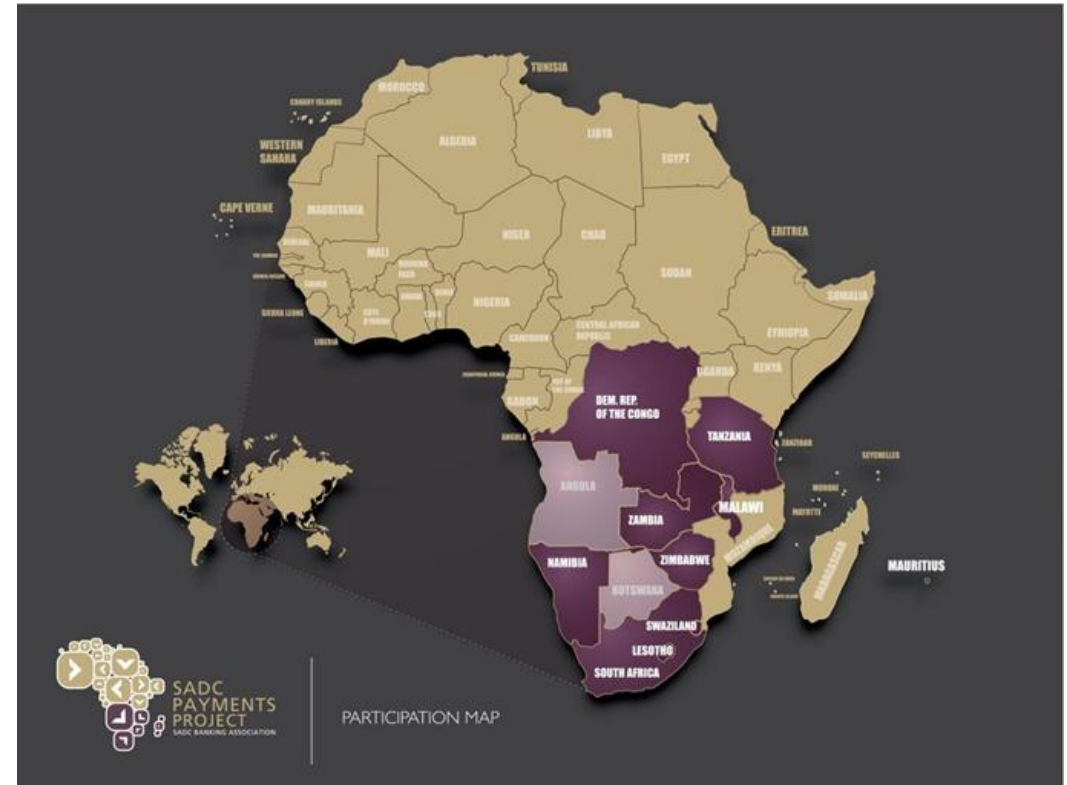 TUNISIA
MOROCCO
CANARY ISLANDS
ALGERIA
LIBYA
EGYPT
WESTERN
SAHARA
CAPE VERNE
MAURITANIA
MALI
NIGER
CHAD
SUDAN
ERITREA
SENEGAL
BURKINA
FASO
NIGERIA
SOMALIA
ETHIOPIA
SIERRA LEONE
LIBERIA
CAMEROON
CENTRAL AFRICAN
REPUBLIC
UGANDA
KENYA
GABON
DEM. REP.
OF THE CONGO
ANGOLA
TANZANIA
ZANZIBAR
SEYCHELLES
MORONI
MAYOTTE
ANGOLA
ZAMBIA
MALAWI
MOZAMBIQUE
MADAGASCAR
MAURITIUS
NAMIBIA
ZIMBABWE
BOTSWANA
SWAZILAND
LESOTHO
SOUTH AFRICA
SADC
PAYMENTS
PROJECT
SADC BANKING ASSOCIATION
PARTICIPATION MAP